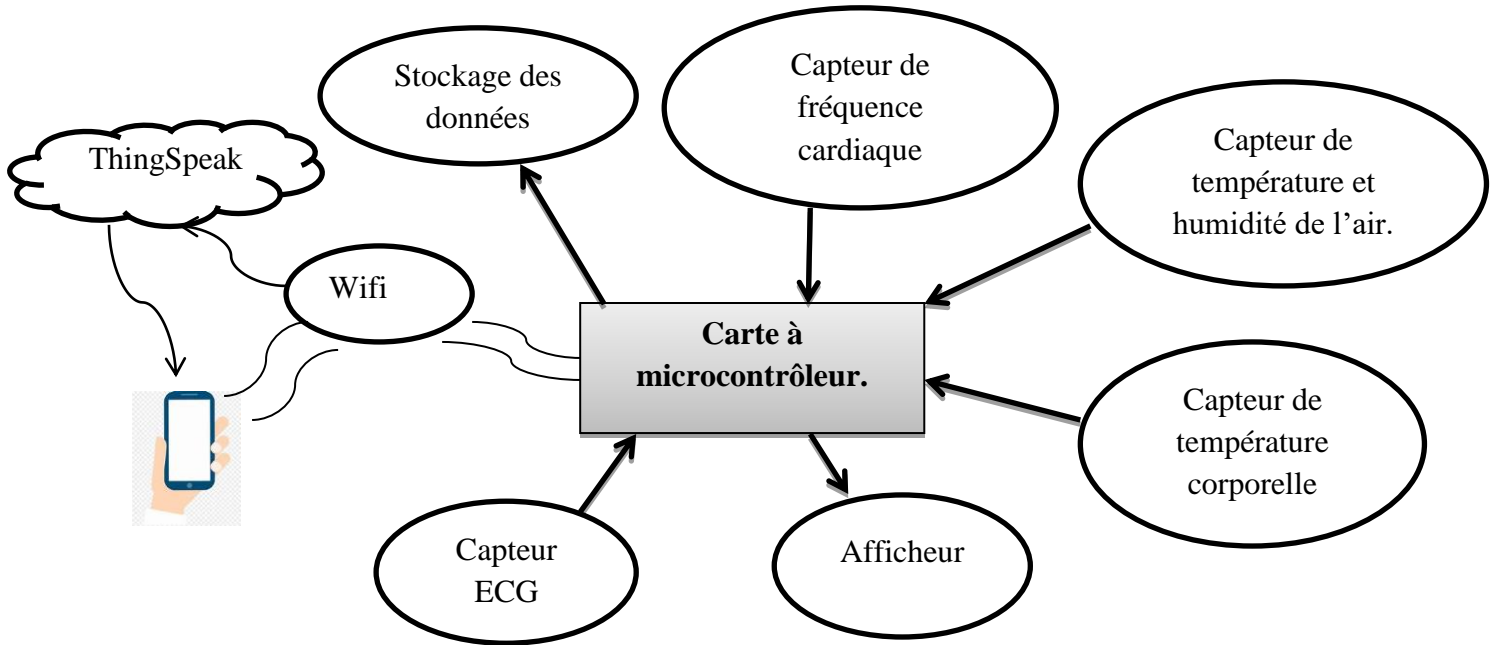 Stockage des
données
Capteur de
fréquence
cardiaque
Capteur de
température et
humidité de l’air.
ThingSpeak
Wifi
Carte à
microcontrôleur.
Capteur de
température
corporelle
Capteur
ECG
Afficheur